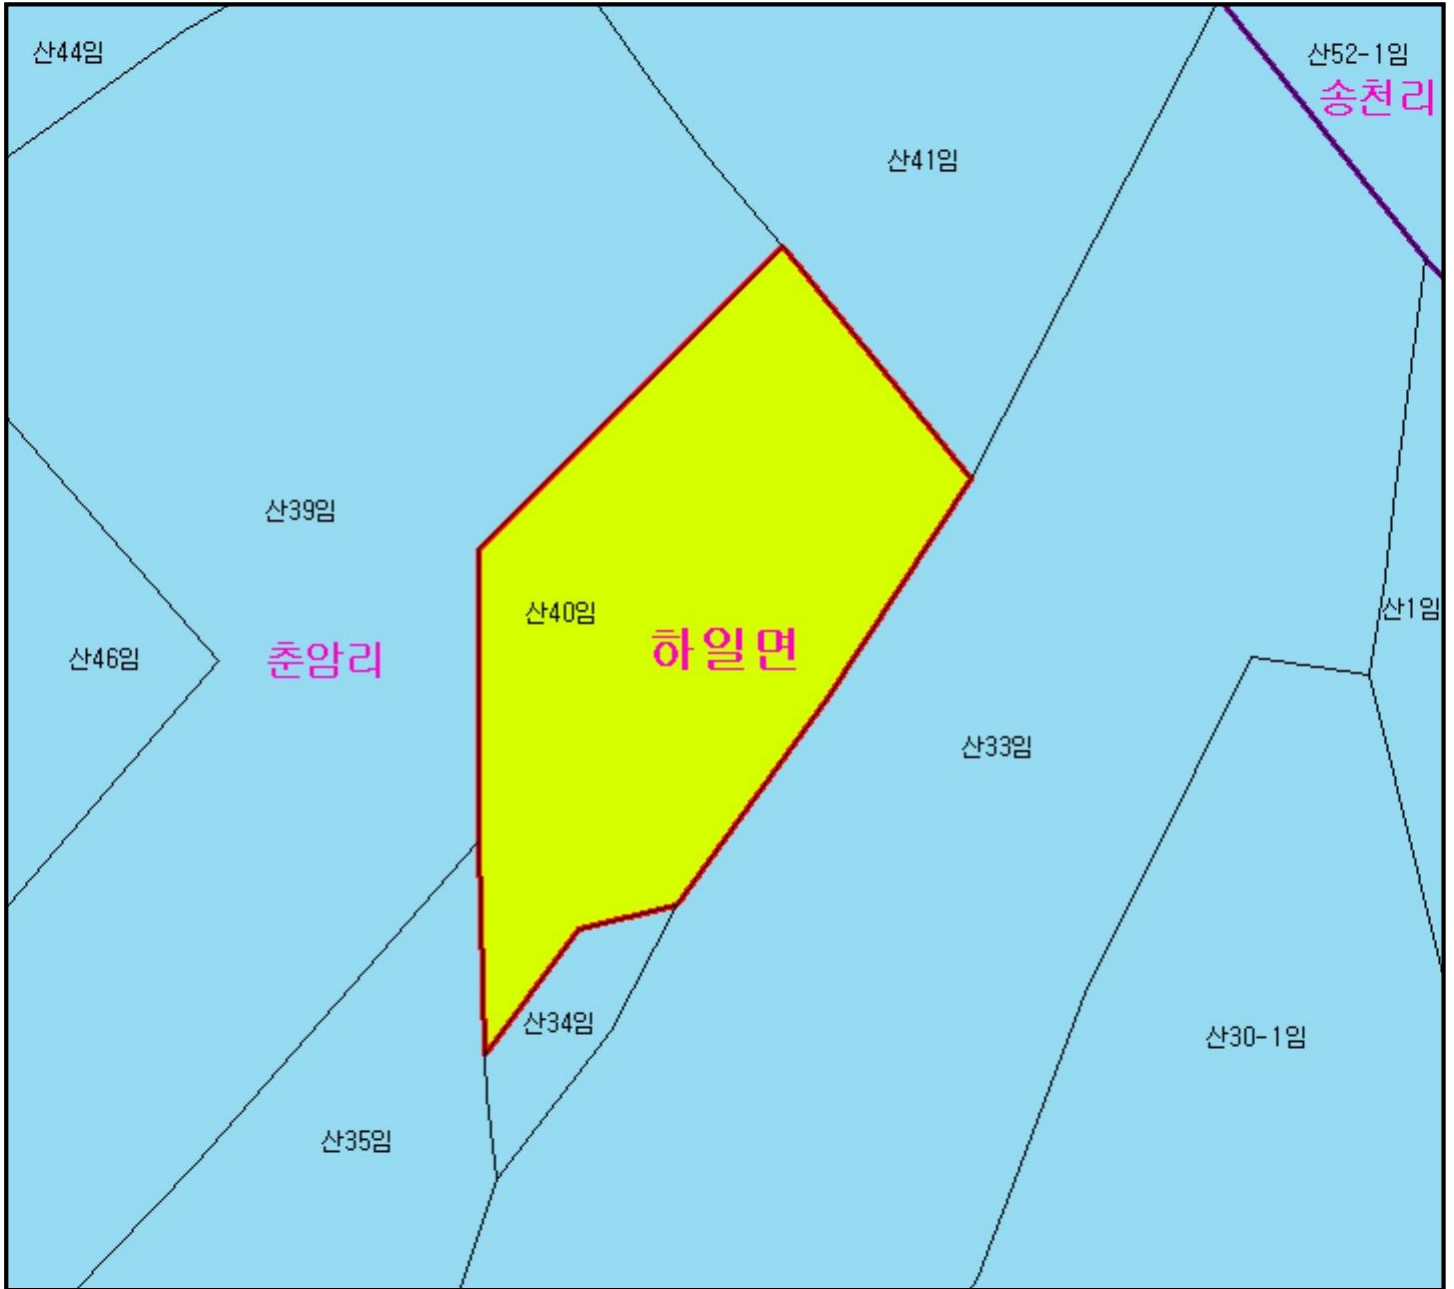 산44임
산52-1임
송천리
산41임
산39임
산40임
산1임
하일면
산46임
춘암리
산33임
산34임
산30-1임
산35임